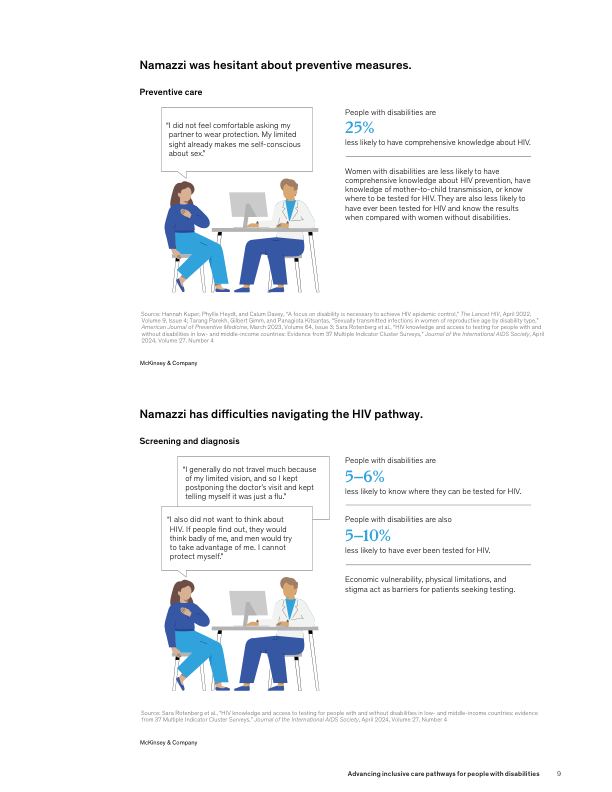 Namazzi was hesitant about preventive measures.
Preventive care
“I did not feel comfortable asking my
partner to wear protection. My limited
sight already makes me self-conscious
about sex.”
People with disabilities are
25%
less likely to have comprehensive knowledge about HIV.
Women with disabilities are less likely to have
comprehensive knowledge about HIV prevention, have
knowledge of mother-to-child transmission, or know
where to be tested for HIV. They are also less likely to
have ever been tested for HIV and know the results
when compared with women without disabilities.
Source: Hannah Kuper, Phyllis Heydt, and Calum Davey, “A focus on disability is necessary to achieve HIV epidemic control,” The Lancet HIV, April 2022,
Volume 9, Issue 4; Tarang Parekh, Gilbert Gimm, and Panagiota Kitsantas, “Sexually transmitted infections in women of reproductive age by disability type,”
American Journal of Preventive Medicine, March 2023, Volume 64, Issue 3; Sara Rotenberg et al., “HIV knowledge and access to testing for people with and
without disabilities in low- and middle-income countries: Evidence from 37 Multiple Indicator Cluster Surveys,” Journal of the International AIDS Society, April
2024, Volume 27, Number 4
McKinsey & Company
Namazzi has difficulties navigating the HIV pathway.
Screening and diagnosis
“I generally do not travel much because
of my limited vision, and so I kept
postponing the doctor’s visit and kept
telling myself it was just a flu.”
“I also did not want to think about
HIV. If people find out, they would
think badly of me, and men would try
to take advantage of me. I cannot
protect myself.”
People with disabilities are
5–6%
less likely to know where they can be tested for HIV.
People with disabilities are also
5–10%
less likely to have ever been tested for HIV.
Economic vulnerability, physical limitations, and
stigma act as barriers for patients seeking testing.
Source: Sara Rotenberg et al., “HIV knowledge and access to testing for people with and without disabilities in low- and middle-income countries: evidence
from 37 Multiple Indicator Cluster Surveys,” Journal of the International AIDS Society, April 2024, Volume 27, Number 4
McKinsey & Company
Advancing inclusive care pathways for people with disabilities 9